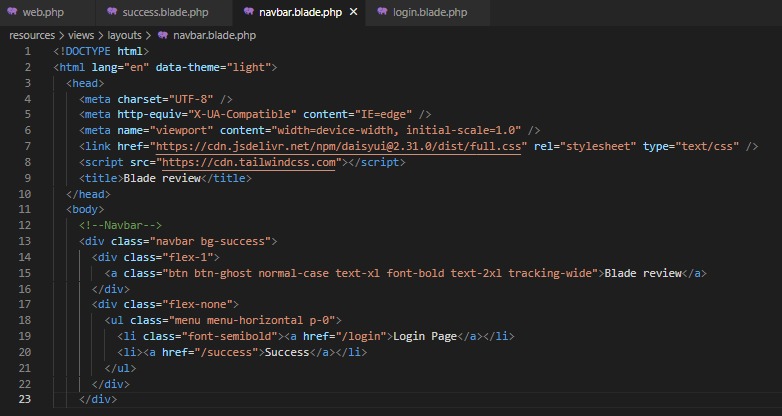 web.php success.blade.php navbar.blade.php login.blade.php
resources > views > layouts > navbar.blade.php
1 <!DOCTYPE html>
2 <html lang="en" data-theme="light">
3 <head>
4 <meta charset="UTF-8" />
5 <meta http-equiv="X-UA-Compatible" content="IE=edge" />
6 <meta name="viewport" content="width=device-width, initial-scale=1.0" />
7 <link href="https://cdn.jsdelivr.net/npm/daisyui@2.31.0/dist/full.css" rel="stylesheet" type="text/css" />
8 <script src="https://cdn.tailwindcss.com"></script>
9 <title>Blade review</title>
10 </head>
11 <body>
12 <!--Navbar-->
13 <div class="navbar bg-success">
14 <div class="flex-1">
15 <a class="btn btn-ghost normal-case text-xl font-bold text-2xl tracking-wide">Blade review</a>
16 </div>
17 <div class="flex-none">
18 <ul class="menu menu-horizontal p-0">
19 <li class="font-semibold"><a href="/login">Login Page</a></li>
20 <li><a href="/success">Success</a></li>
21 </ul>
22 </div>
23 </div>